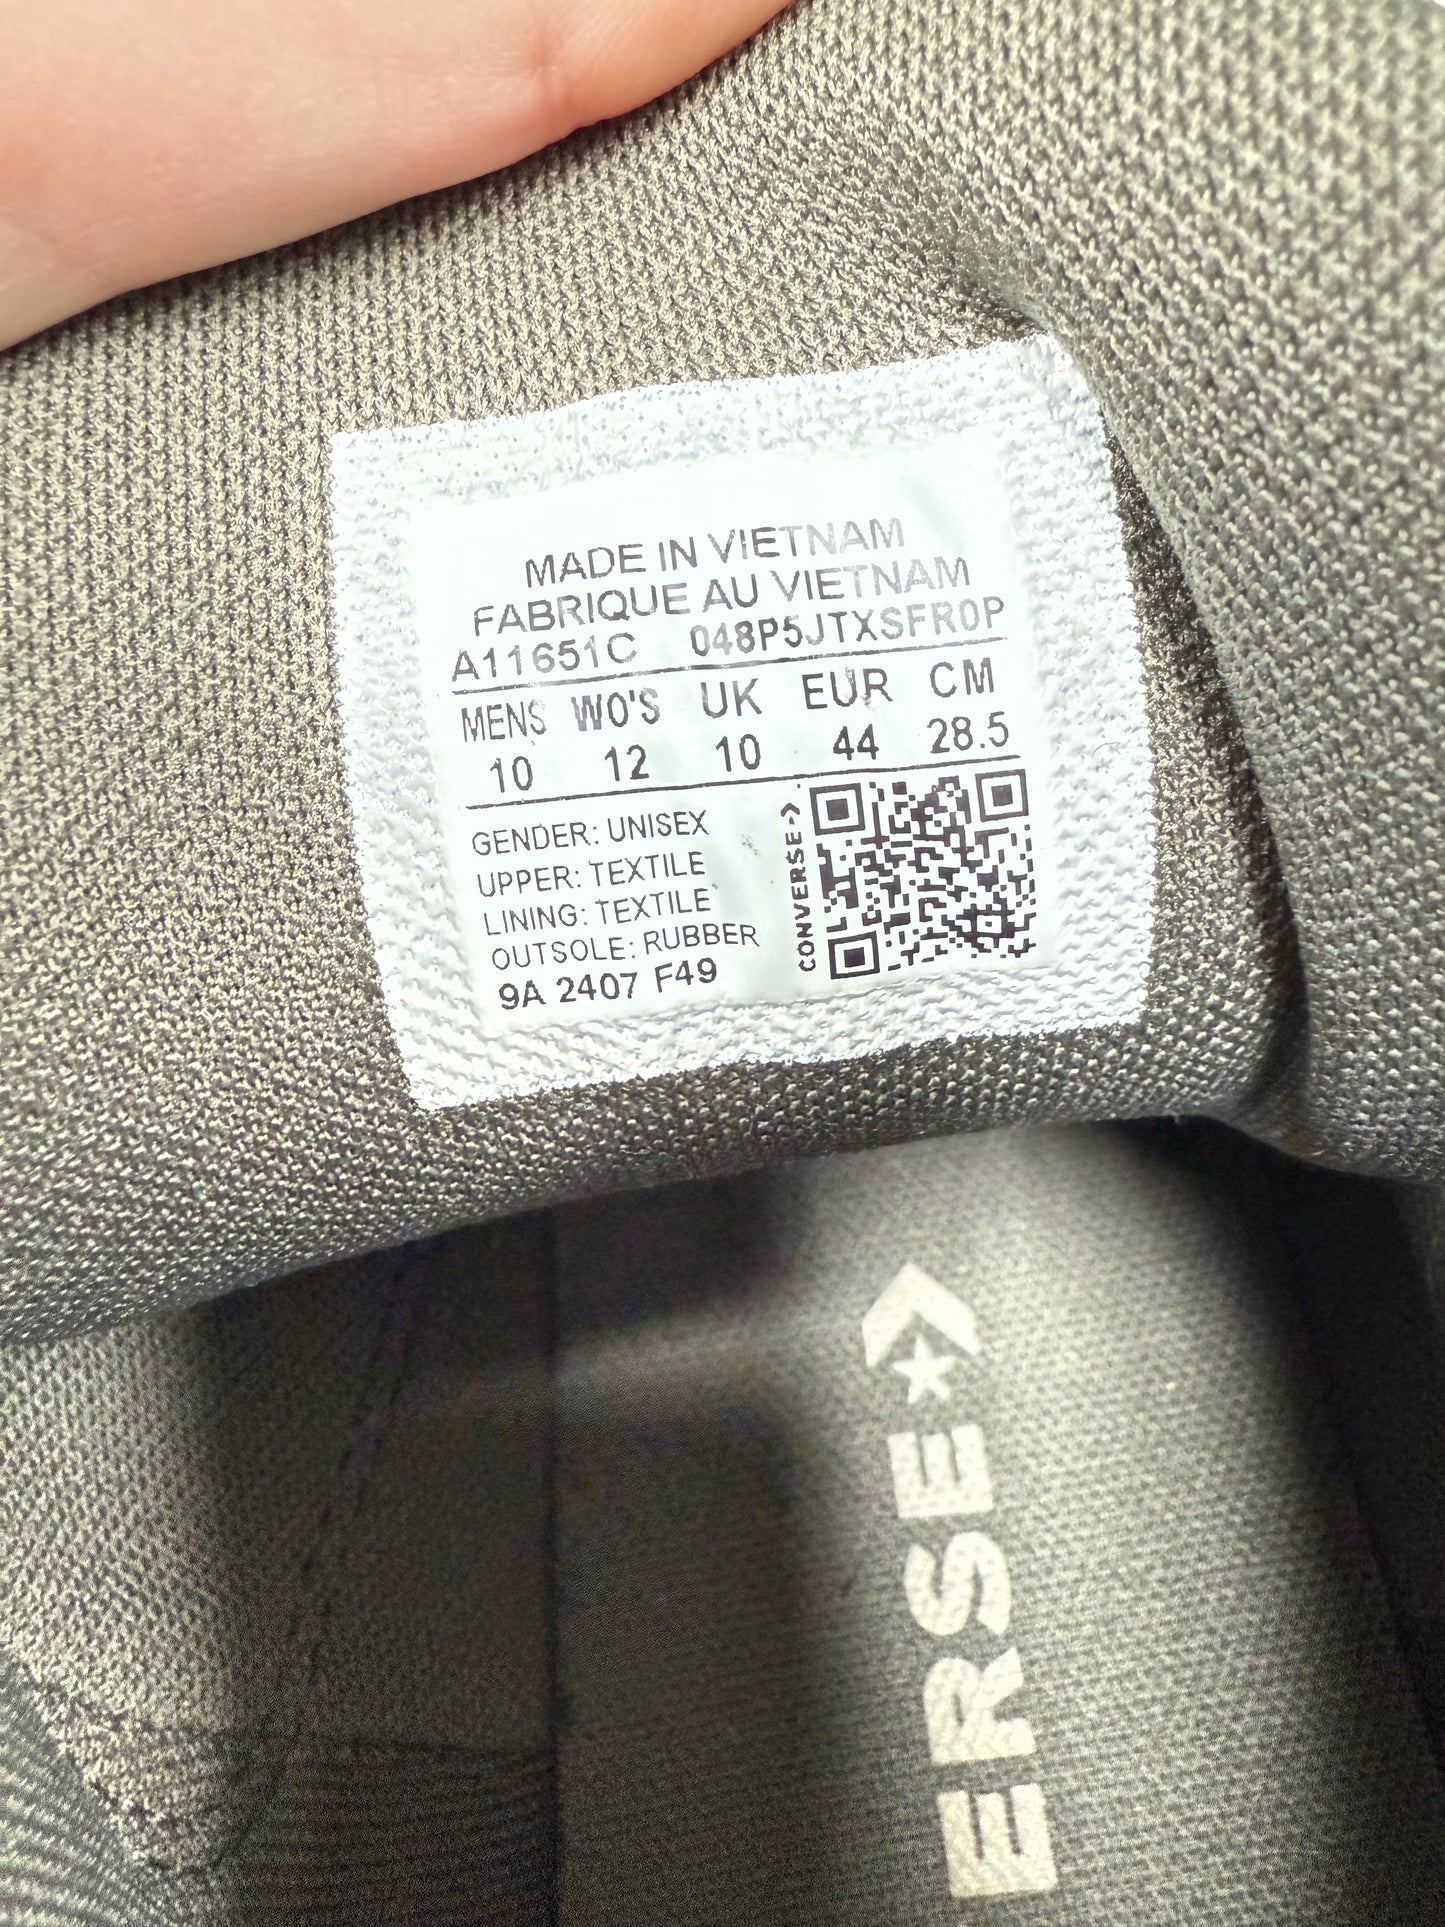 MADE IN VIETNAM
FABRIQUE AU VIETNAM
A11651C 048P5JTXSFR0P
MENS WO'S UK EUR CM
10 12 10 44 28.5
GENDER: UNISEX
UPPER: TEXTILE
LINING: TEXTILE
OUTSOLE: RUBBER
9A 2407 F49
CONVERSE
ERSE